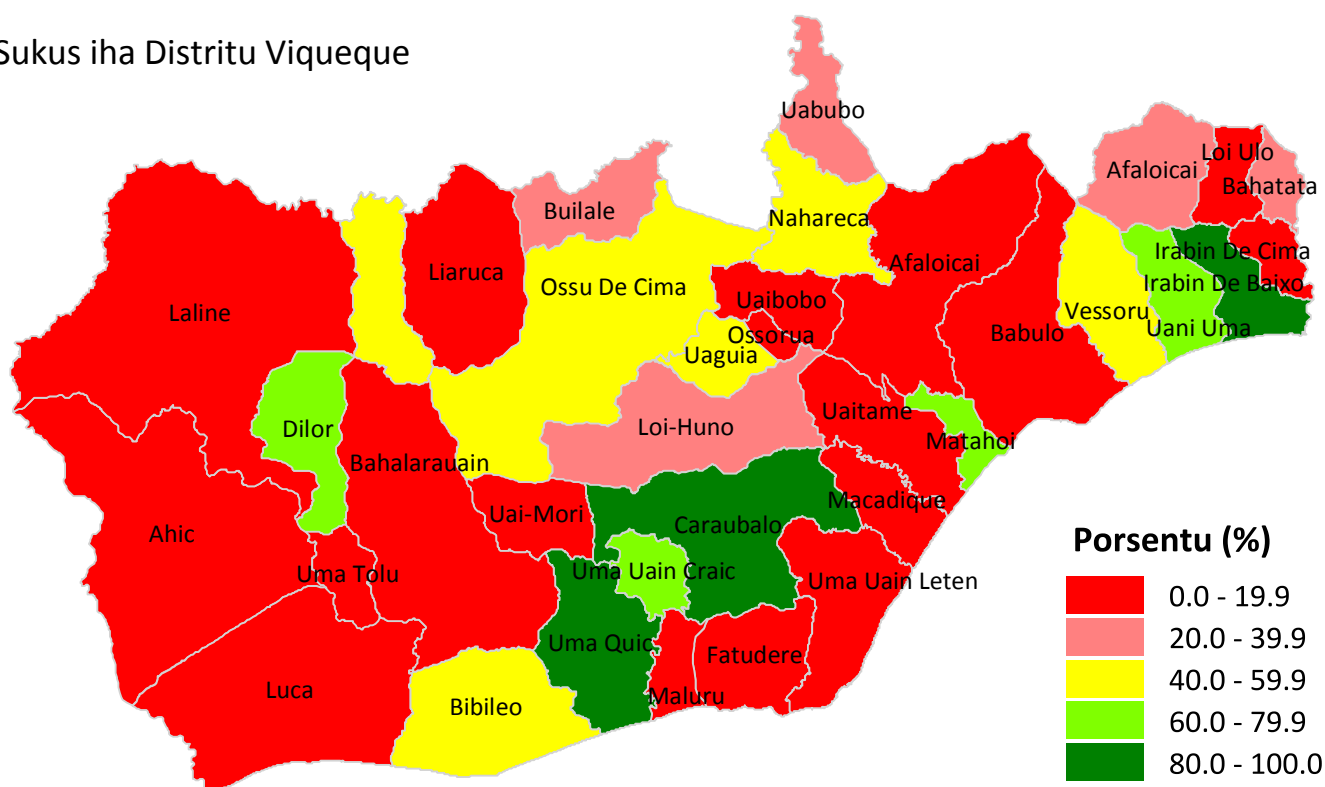 Sukus iha Distritu Viqueque
Uabubo
Loi Ulo
Afaloicai
Bahatata
Builale
Nahareca
Irabin De Cima
Afaloicai
Liaruca
Irabin De Baixo
Ossu De Cima
Uaibobo
Laline
Vessoru
Uani Uma
Babulo
Ossorua
Uaguia
Uaitame
Loi-Huno
Dilor
Matahoi
Bahalarauain
Macadique
Uai-Mori
Caraubalo
Ahic
Uma Tolu
Uma Uain Craic
Uma Uain Leten
Uma Quic
Fatudere
Luca
Maluru
Bibileo
Porsentu (%)
0.0 - 19.9
20.0 - 39.9
40.0 - 59.9
60.0 - 79.9
80.0 - 100.0